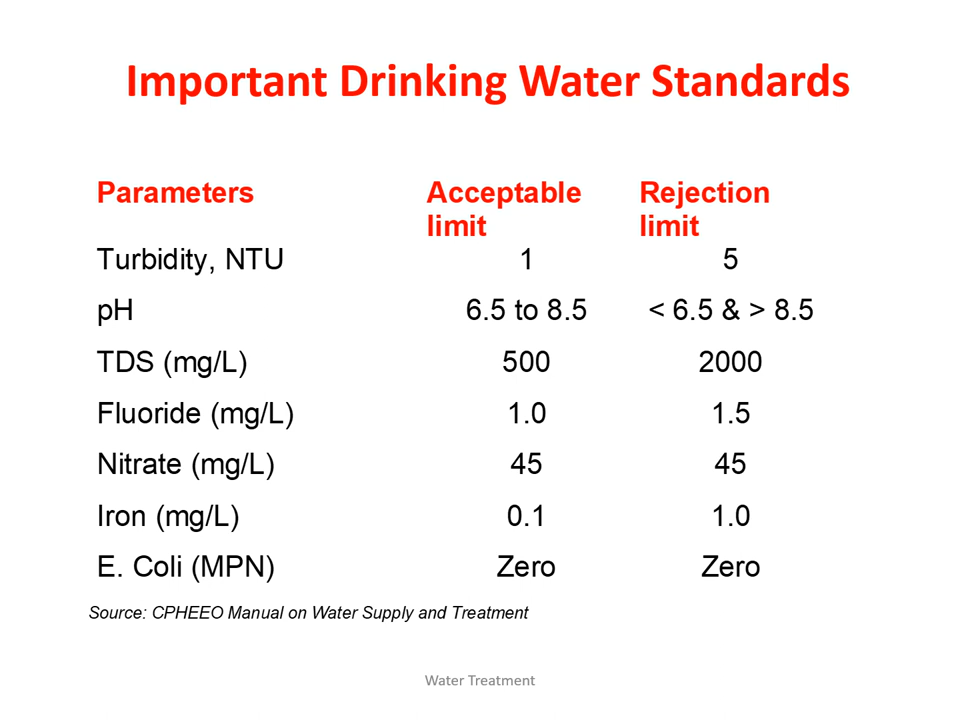 Important Drinking Water Standards
Parameters Acceptable limit Rejection limit
Turbidity, NTU 1 5
pH 6.5 to 8.5 < 6.5 & > 8.5
TDS (mg/L) 500 2000
Fluoride (mg/L) 1.0 1.5
Nitrate (mg/L) 45 45
Iron (mg/L) 0.1 1.0
E. Coli (MPN) Zero Zero
Source: CPHEEO Manual on Water Supply and Treatment
Water Treatment